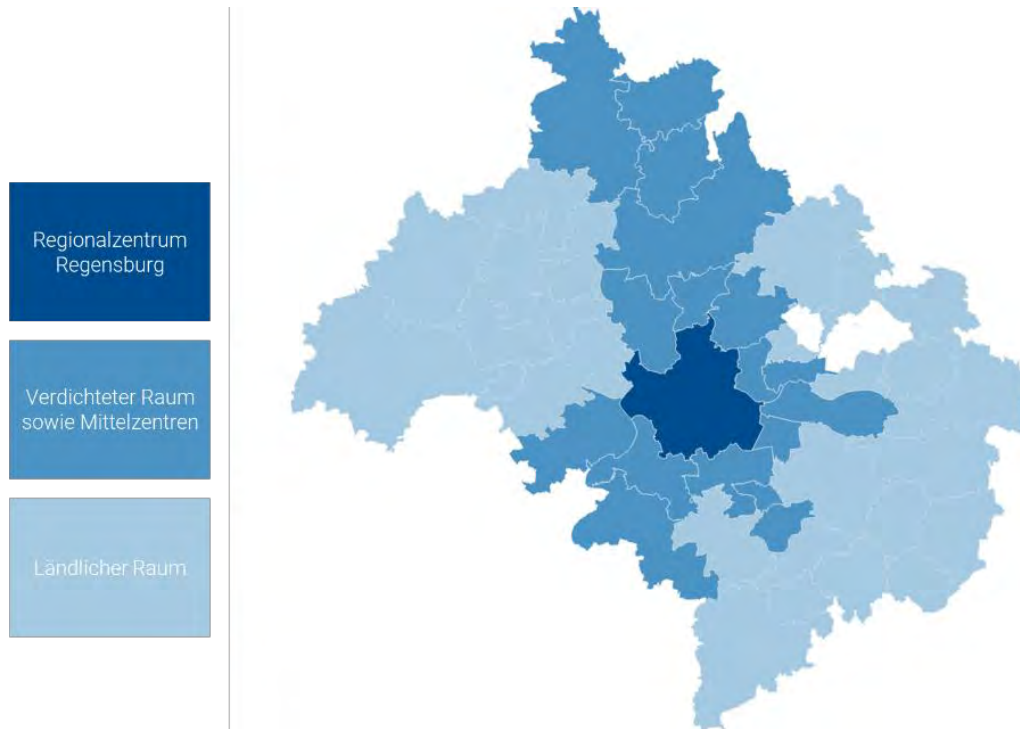 Regionalzentrum
Regensburg
Verdichteter Raum
sowie Mittelzentren
Ländlicher Raum